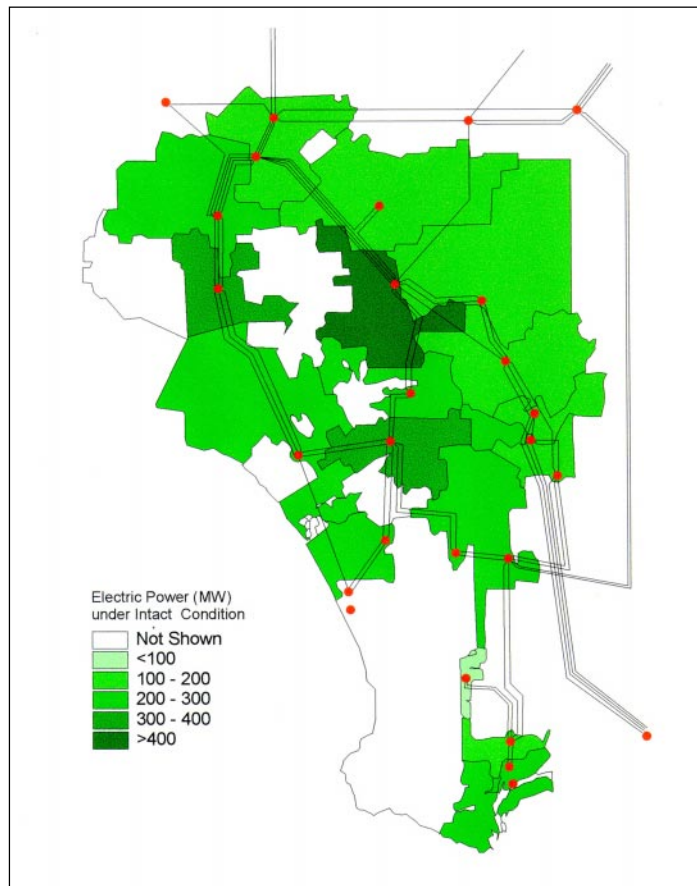 Electric Power (MW)
under Intact Condition
Not Shown
<100
100 - 200
200 - 300
300 - 400
>400